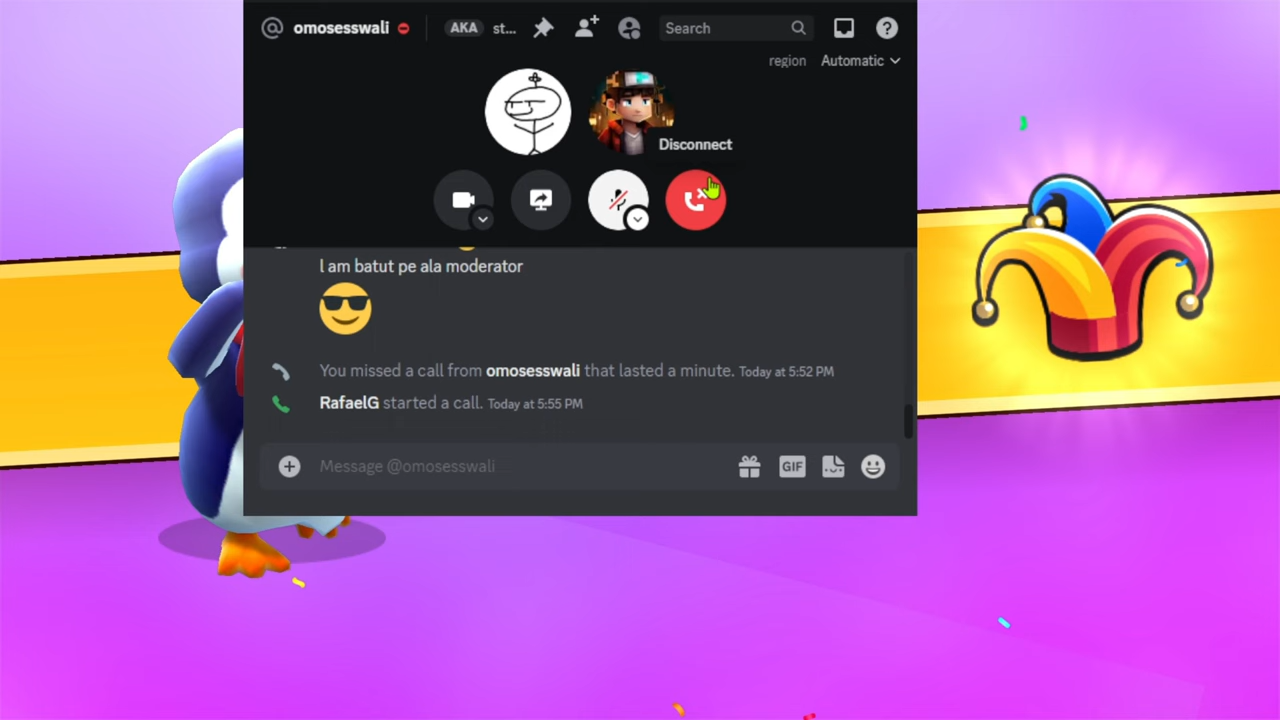 omosesswali
AKA st...
Search
region Automatic
Disconnect
l am batut pe ala moderator
You missed a call from omosesswali that lasted a minute. Today at 5:52 PM
RafaelG started a call. Today at 5:55 PM
Message @omosesswali
GIF